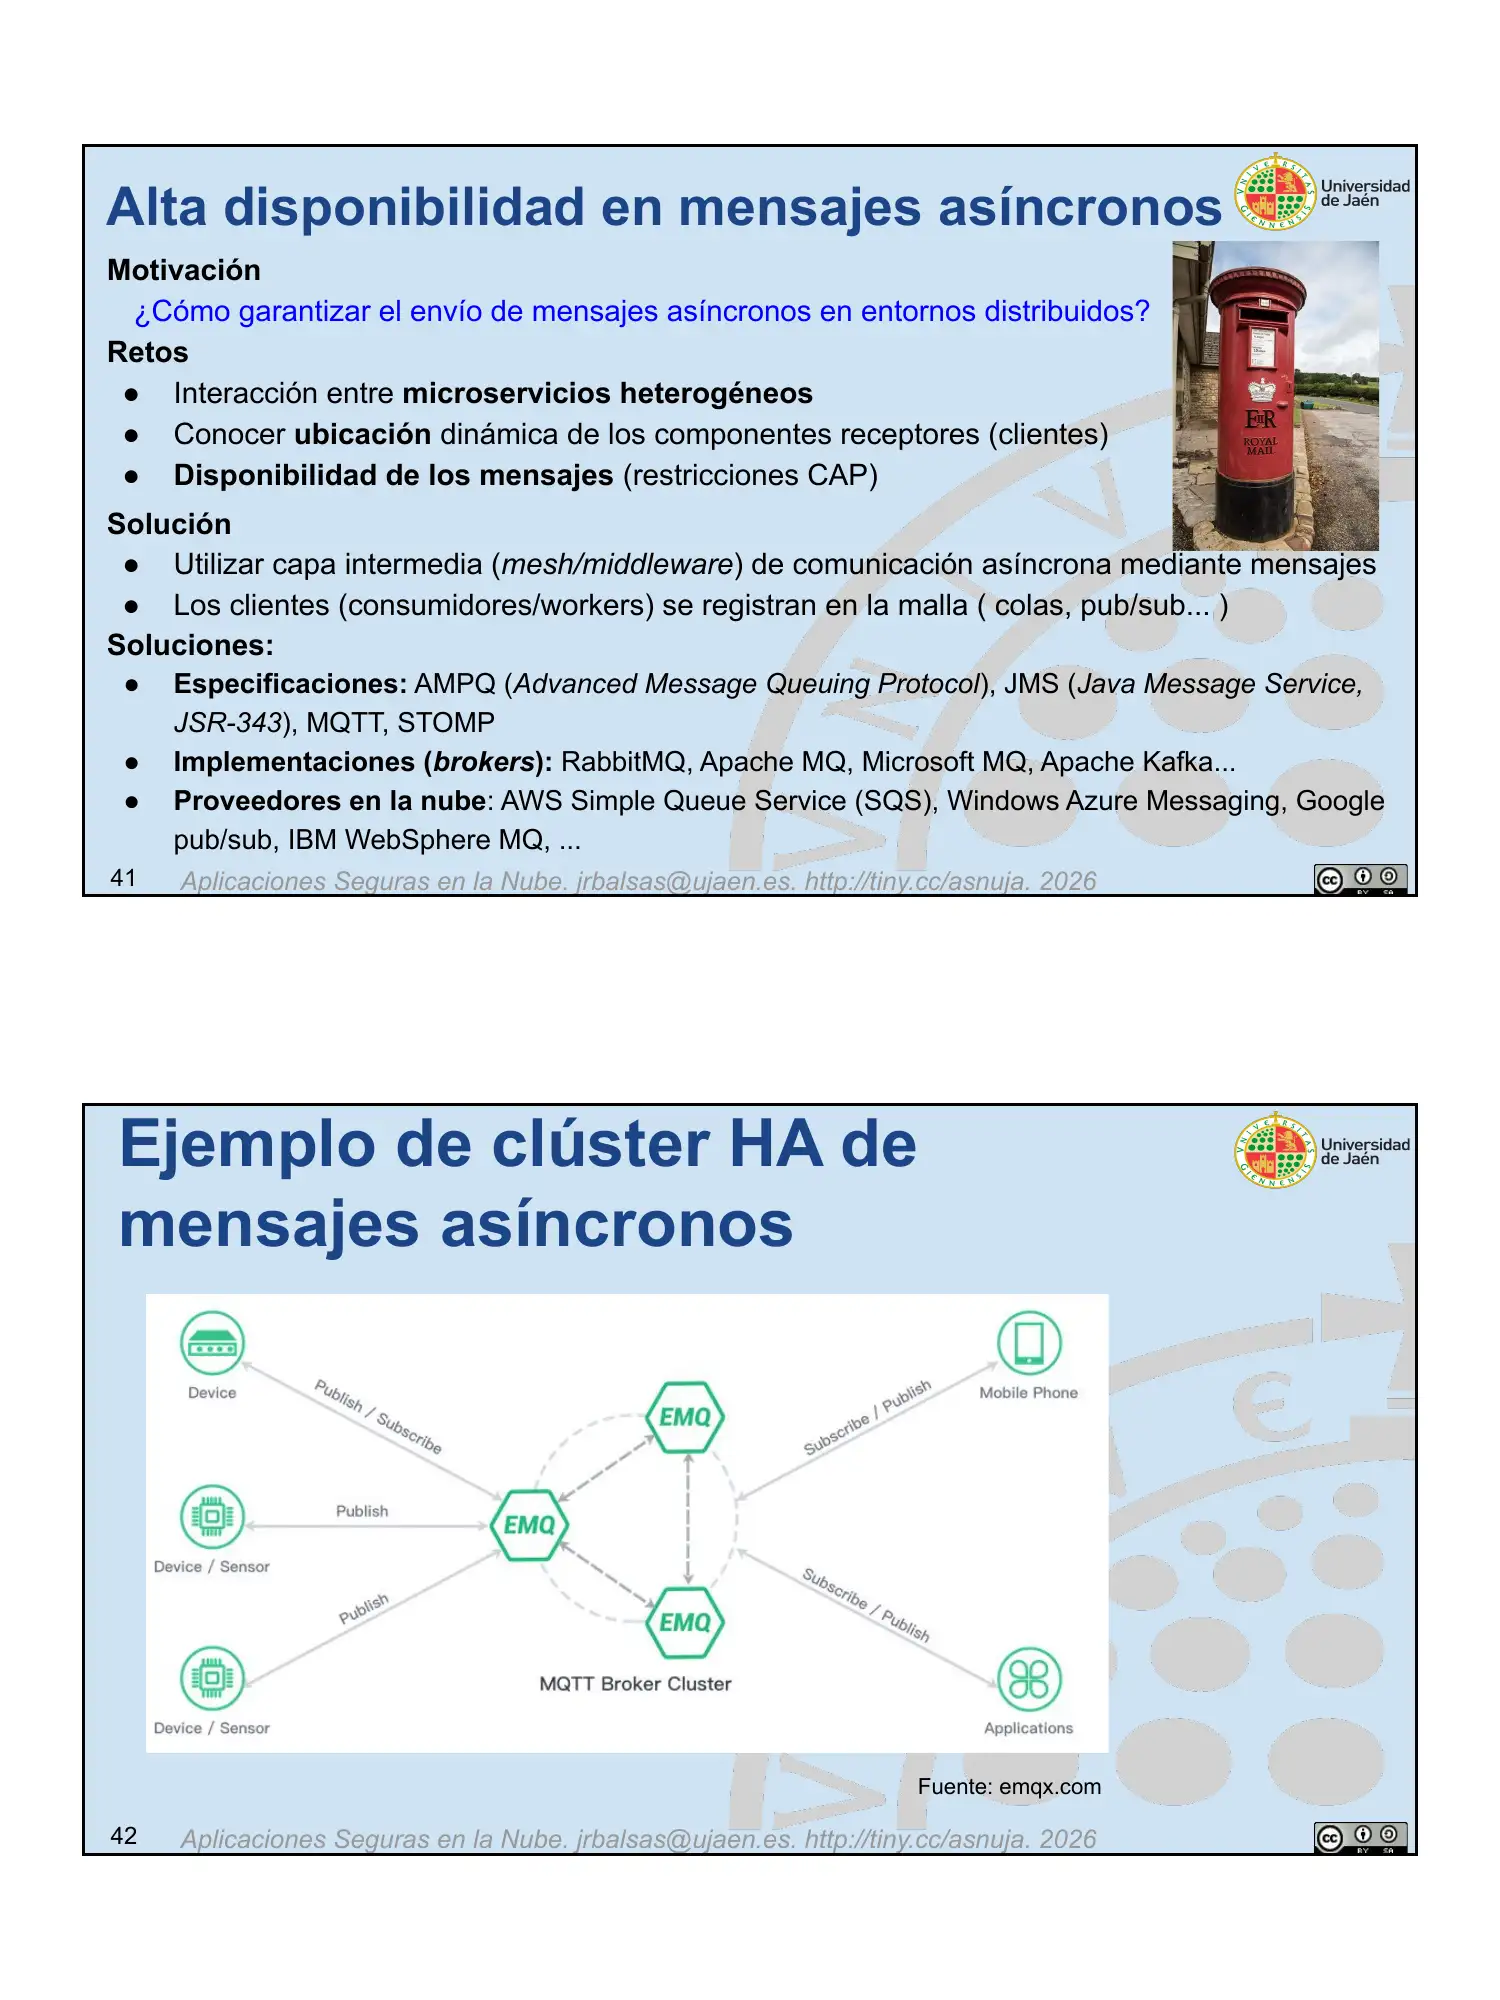 Alta disponibilidad en mensajes asíncronos
Universidad
de Jaén
Motivación
¿Cómo garantizar el envío de mensajes asíncronos en entornos distribuidos?
Retos
● Interacción entre microservicios heterogéneos
● Conocer ubicación dinámica de los componentes receptores (clientes)
● Disponibilidad de los mensajes (restricciones CAP)
EIIR
ROYAL
MAIL
Solución
● Utilizar capa intermedia (mesh/middleware) de comunicación asíncrona mediante mensajes
● Los clientes (consumidores/workers) se registran en la malla ( colas, pub/sub... )
Soluciones:
● Especificaciones: AMPQ (Advanced Message Queuing Protocol), JMS (Java Message Service,
JSR-343), MQTT, STOMP
● Implementaciones (brokers): RabbitMQ, Apache MQ, Microsoft MQ, Apache Kafka...
● Proveedores en la nube: AWS Simple Queue Service (SQS), Windows Azure Messaging, Google
pub/sub, IBM WebSphere MQ, ...
41
Aplicaciones Seguras en la Nube. jrbalsas@ujaen.es. http://tiny.cc/asnuja. 2026
cc BY SA
Ejemplo de clúster HA de
mensajes asíncronos
Universidad
de Jaén
Device
Publish / Subscribe
EMQ
Subscribe / Publish
Mobile Phone
Device / Sensor
Publish
EMQ
Publish
Device / Sensor
EMQ
MQTT Broker Cluster
Subscribe / Publish
Applications
Fuente: emqx.com
42
Aplicaciones Seguras en la Nube. jrbalsas@ujaen.es. http://tiny.cc/asnuja. 2026
cc BY SA